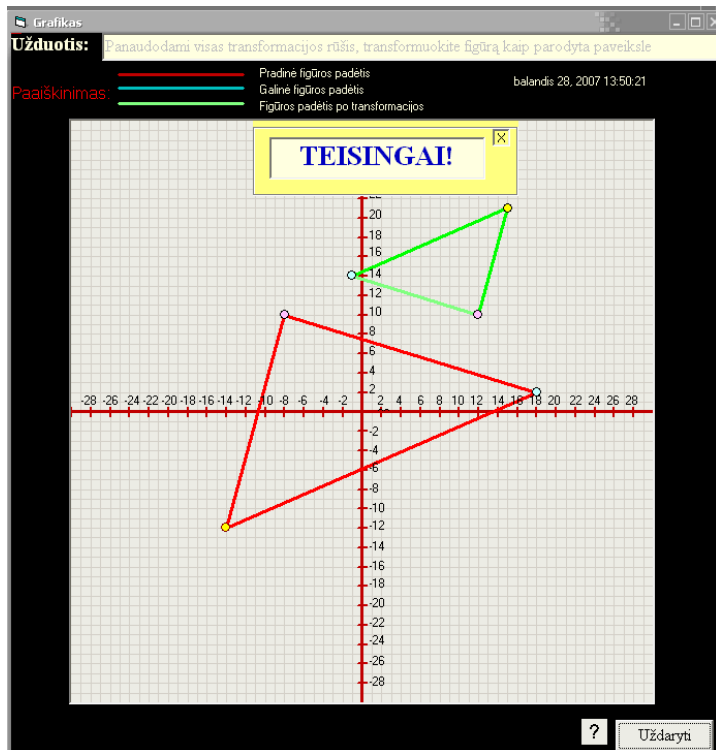 Grafikas
Užduotis: Panaudodami visas transformacijos rūšis, transformuokite figūrą kaip parodyta paveiksle
Paaiškinimas:
Pradinė figūros padėtis
Galinė figūros padėtis
Figūros padėtis po transformacijos
balandis 28, 2007 13:50:21
TEISINGAI!
22
20
18
16
14
12
10
8
6
4
2
-28 -26 -24 -22 -20 -18 -16 -14 -12 -10 -8 -6 -4 -2 2 4 6 8 10 12 14 16 18 20 22 24 26 28
-2
-4
-6
-8
-10
-12
-14
-16
-18
-20
-22
-24
-26
-28
? Uždaryti